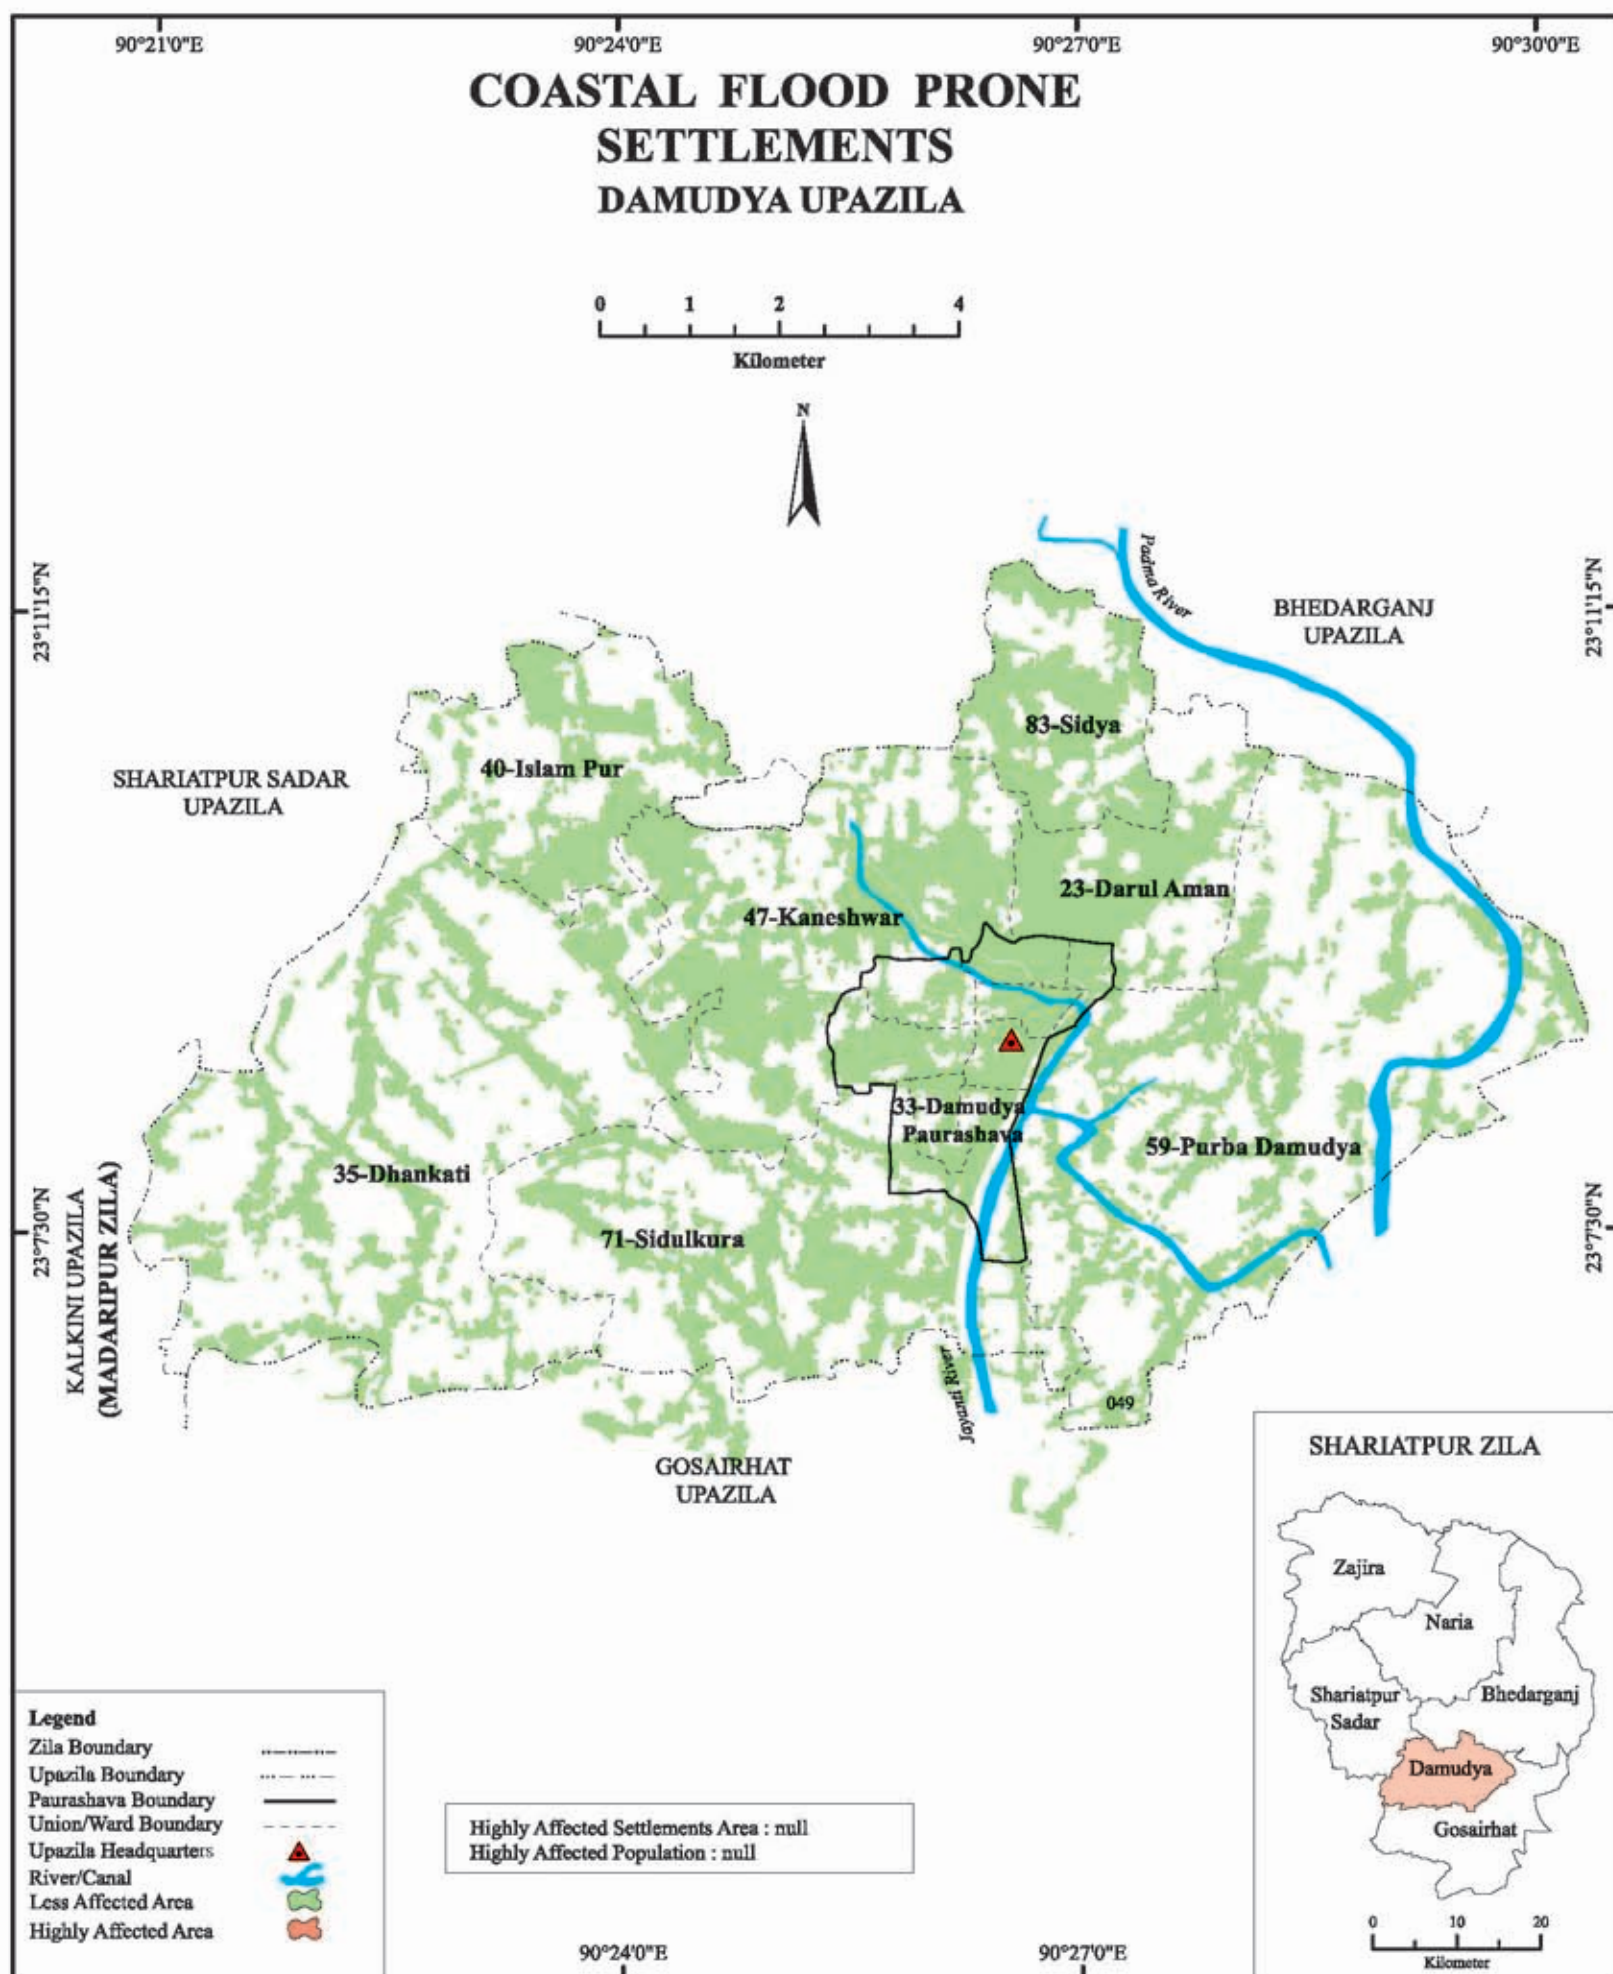 90°21'0"E
90°24'0"E
90°27'0"E
90°30'0"E
COASTAL FLOOD PRONE
SETTLEMENTS
DAMUDYA UPAZILA
0 1 2 4
Kilometer
N
23°11'15"N
23°11'15"N
Padma River
BHEDARGANJ
UPAZILA
83-Sidya
40-Islam Pur
SHARIATPUR SADAR
UPAZILA
23-Darul Aman
47-Kaneshwar
33-Damudya
Paurashava
59-Purba Damudya
35-Dhankati
71-Sidulkura
23°7'30"N
23°7'30"N
KALKINI UPAZILA
(MADARIPUR ZILA)
Jayanti River
049
GOSAIRHAT
UPAZILA
SHARIATPUR ZILA
Zajira
Naria
Shariatpur
Sadar
Bhedarganj
Damudya
Gosairhat
0 10 20
Kilometer
Legend
Zila Boundary
Upazila Boundary
Paurashava Boundary
Union/Ward Boundary
Upazila Headquarters
River/Canal
Less Affected Area
Highly Affected Area
Highly Affected Settlements Area : null
Highly Affected Population : null
90°24'0"E
90°27'0"E